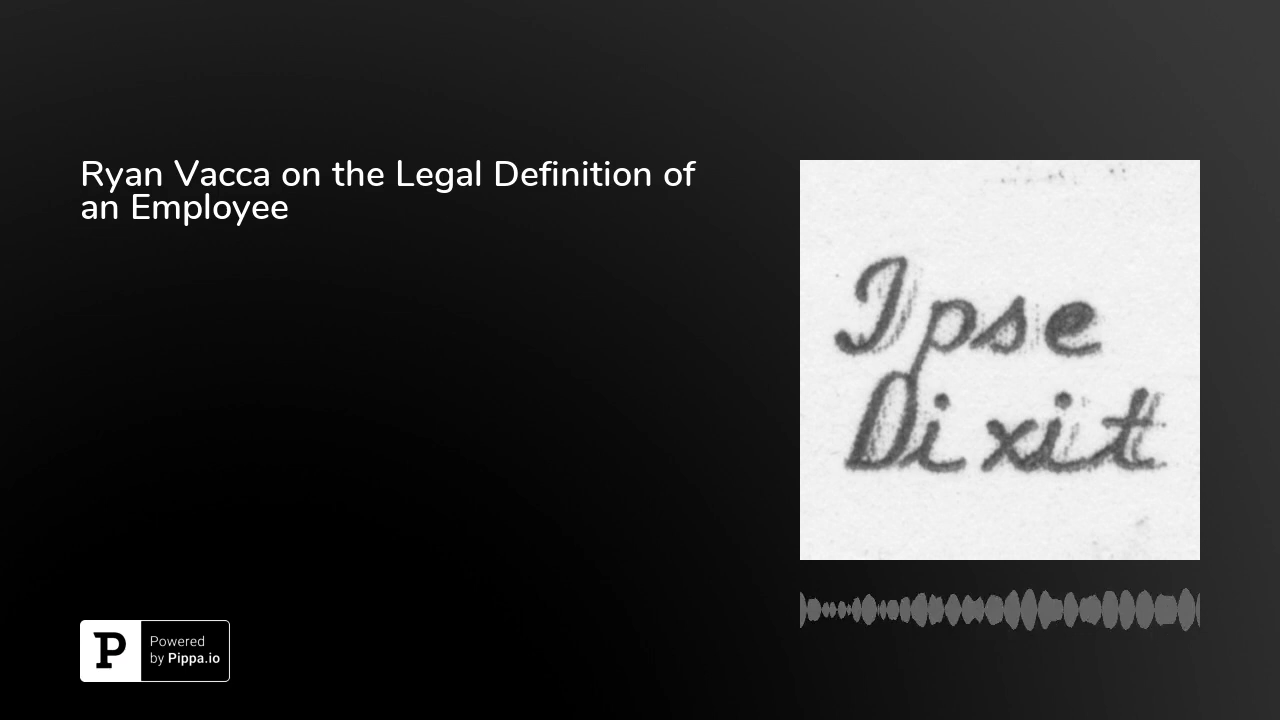 Ryan Vacca on the Legal Definition of
an Employee
Ipse
Dixit
P
Powered
by Pippa.io